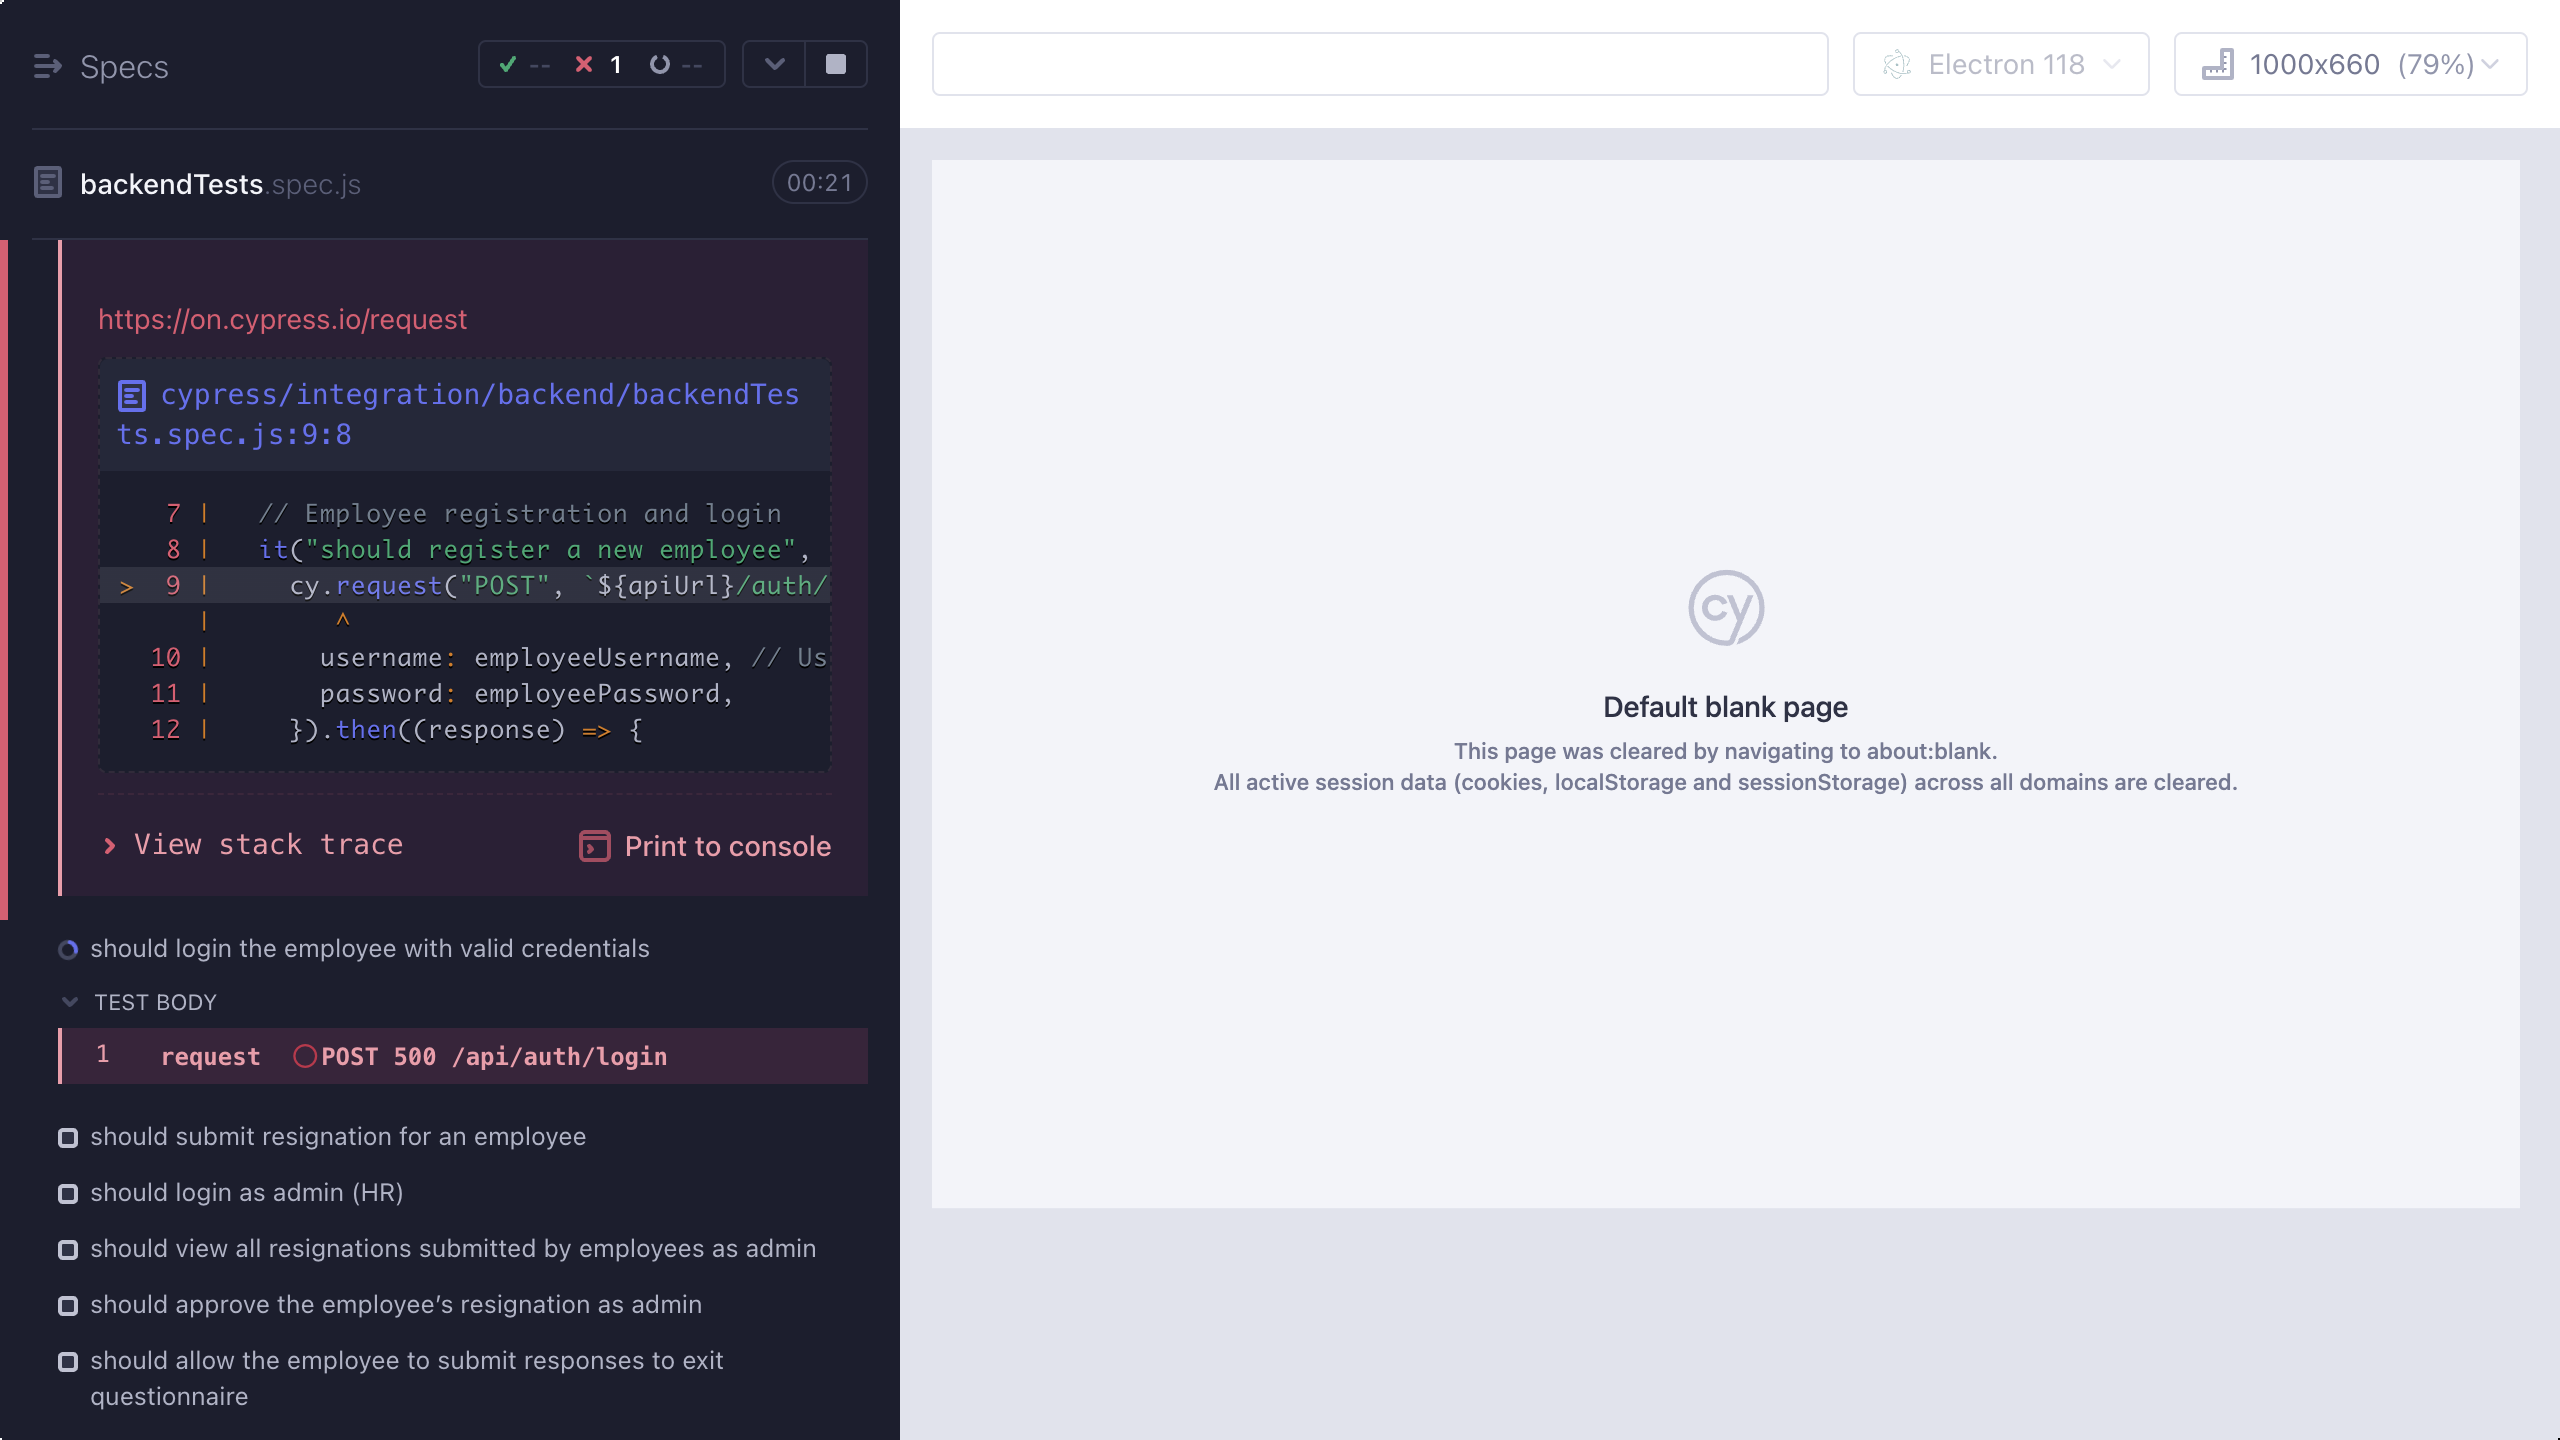 Specs
-- 1 --
backendTests.spec.js
00:21
https://on.cypress.io/request
cypress/integration/backend/backendTes
ts.spec.js:9:8
7 | // Employee registration and login
8 | it("should register a new employee",
> 9 | cy.request("POST", `${apiUrl}/auth/
| ^
10 | username: employeeUsername, // Us
11 | password: employeePassword,
12 | }).then((response) => {
View stack trace
Print to console
should login the employee with valid credentials
TEST BODY
1 request POST 500 /api/auth/login
should submit resignation for an employee
should login as admin (HR)
should view all resignations submitted by employees as admin
should approve the employee’s resignation as admin
should allow the employee to submit responses to exit
questionnaire
Electron 118
1000x660 (79%)
cy
Default blank page
This page was cleared by navigating to about:blank.
All active session data (cookies, localStorage and sessionStorage) across all domains are cleared.